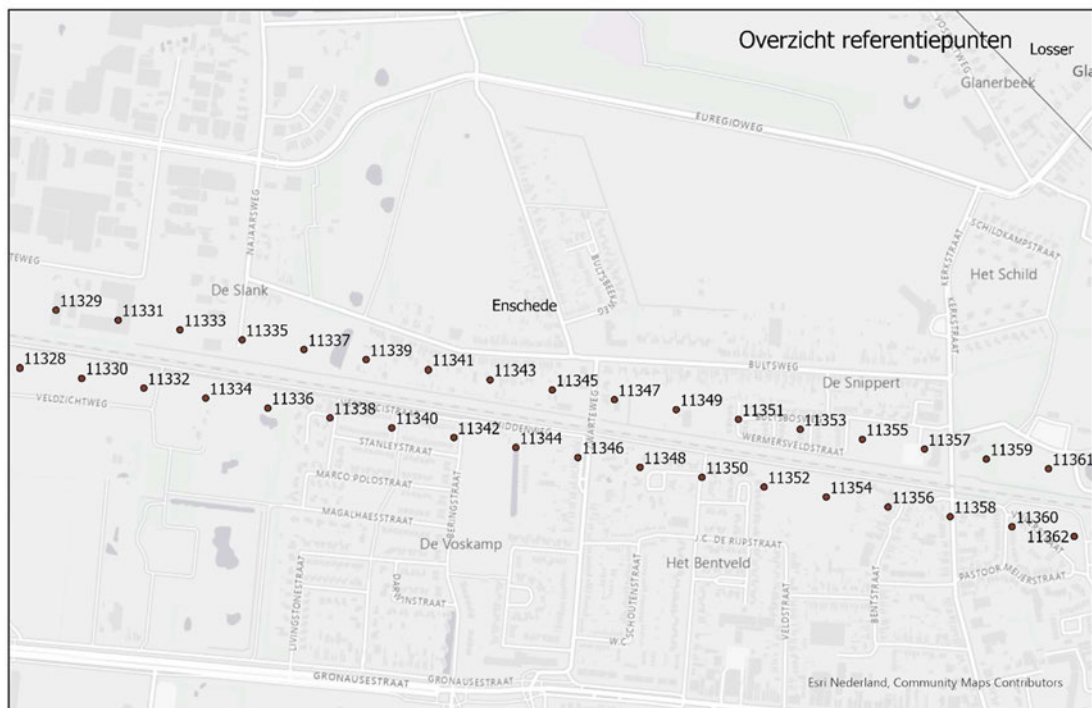 Overzicht referentiepunten
Losser
Glanerbeek
EUREGIOWEG
NAJAARSWEG
SCHILDKAMPSTRAAT
KERKSTRAAT
Het Schild
BULTSBEEKWEG
TEWEG
De Slank
Enschede
KERKSTRAAT
11329
11331
11333
11335
11337
11339
11341
11343
11345
11347
11349
11351
11353
11355
11357
11359
11361
BULTSWEG
De Snippert
WERMERSVELDSTRAAT
11328
11330
11332
11334
11336
11338
11340
11342
11344
11346
11348
11350
11352
11354
11356
11358
11360
11362
VELDZICHTWEG
STANLEYSTRAAT
MARCO POLOSTRAAT
MAGALHAESSTRAAT
BERINGSTRAAT
De Voskamp
J.C. DE RIJPSTRAAT
Het Bentveld
PASTOOR MEIJERSTRAAT
LIVINGSTONESTRAAT
W.C.
SCHOUTENSTRAAT
VELDSTRAAT
BENTSTRAAT
GRONAUSESTRAAT
GRONAUSESTRAAT
Esri Nederland, Community Maps Contributors